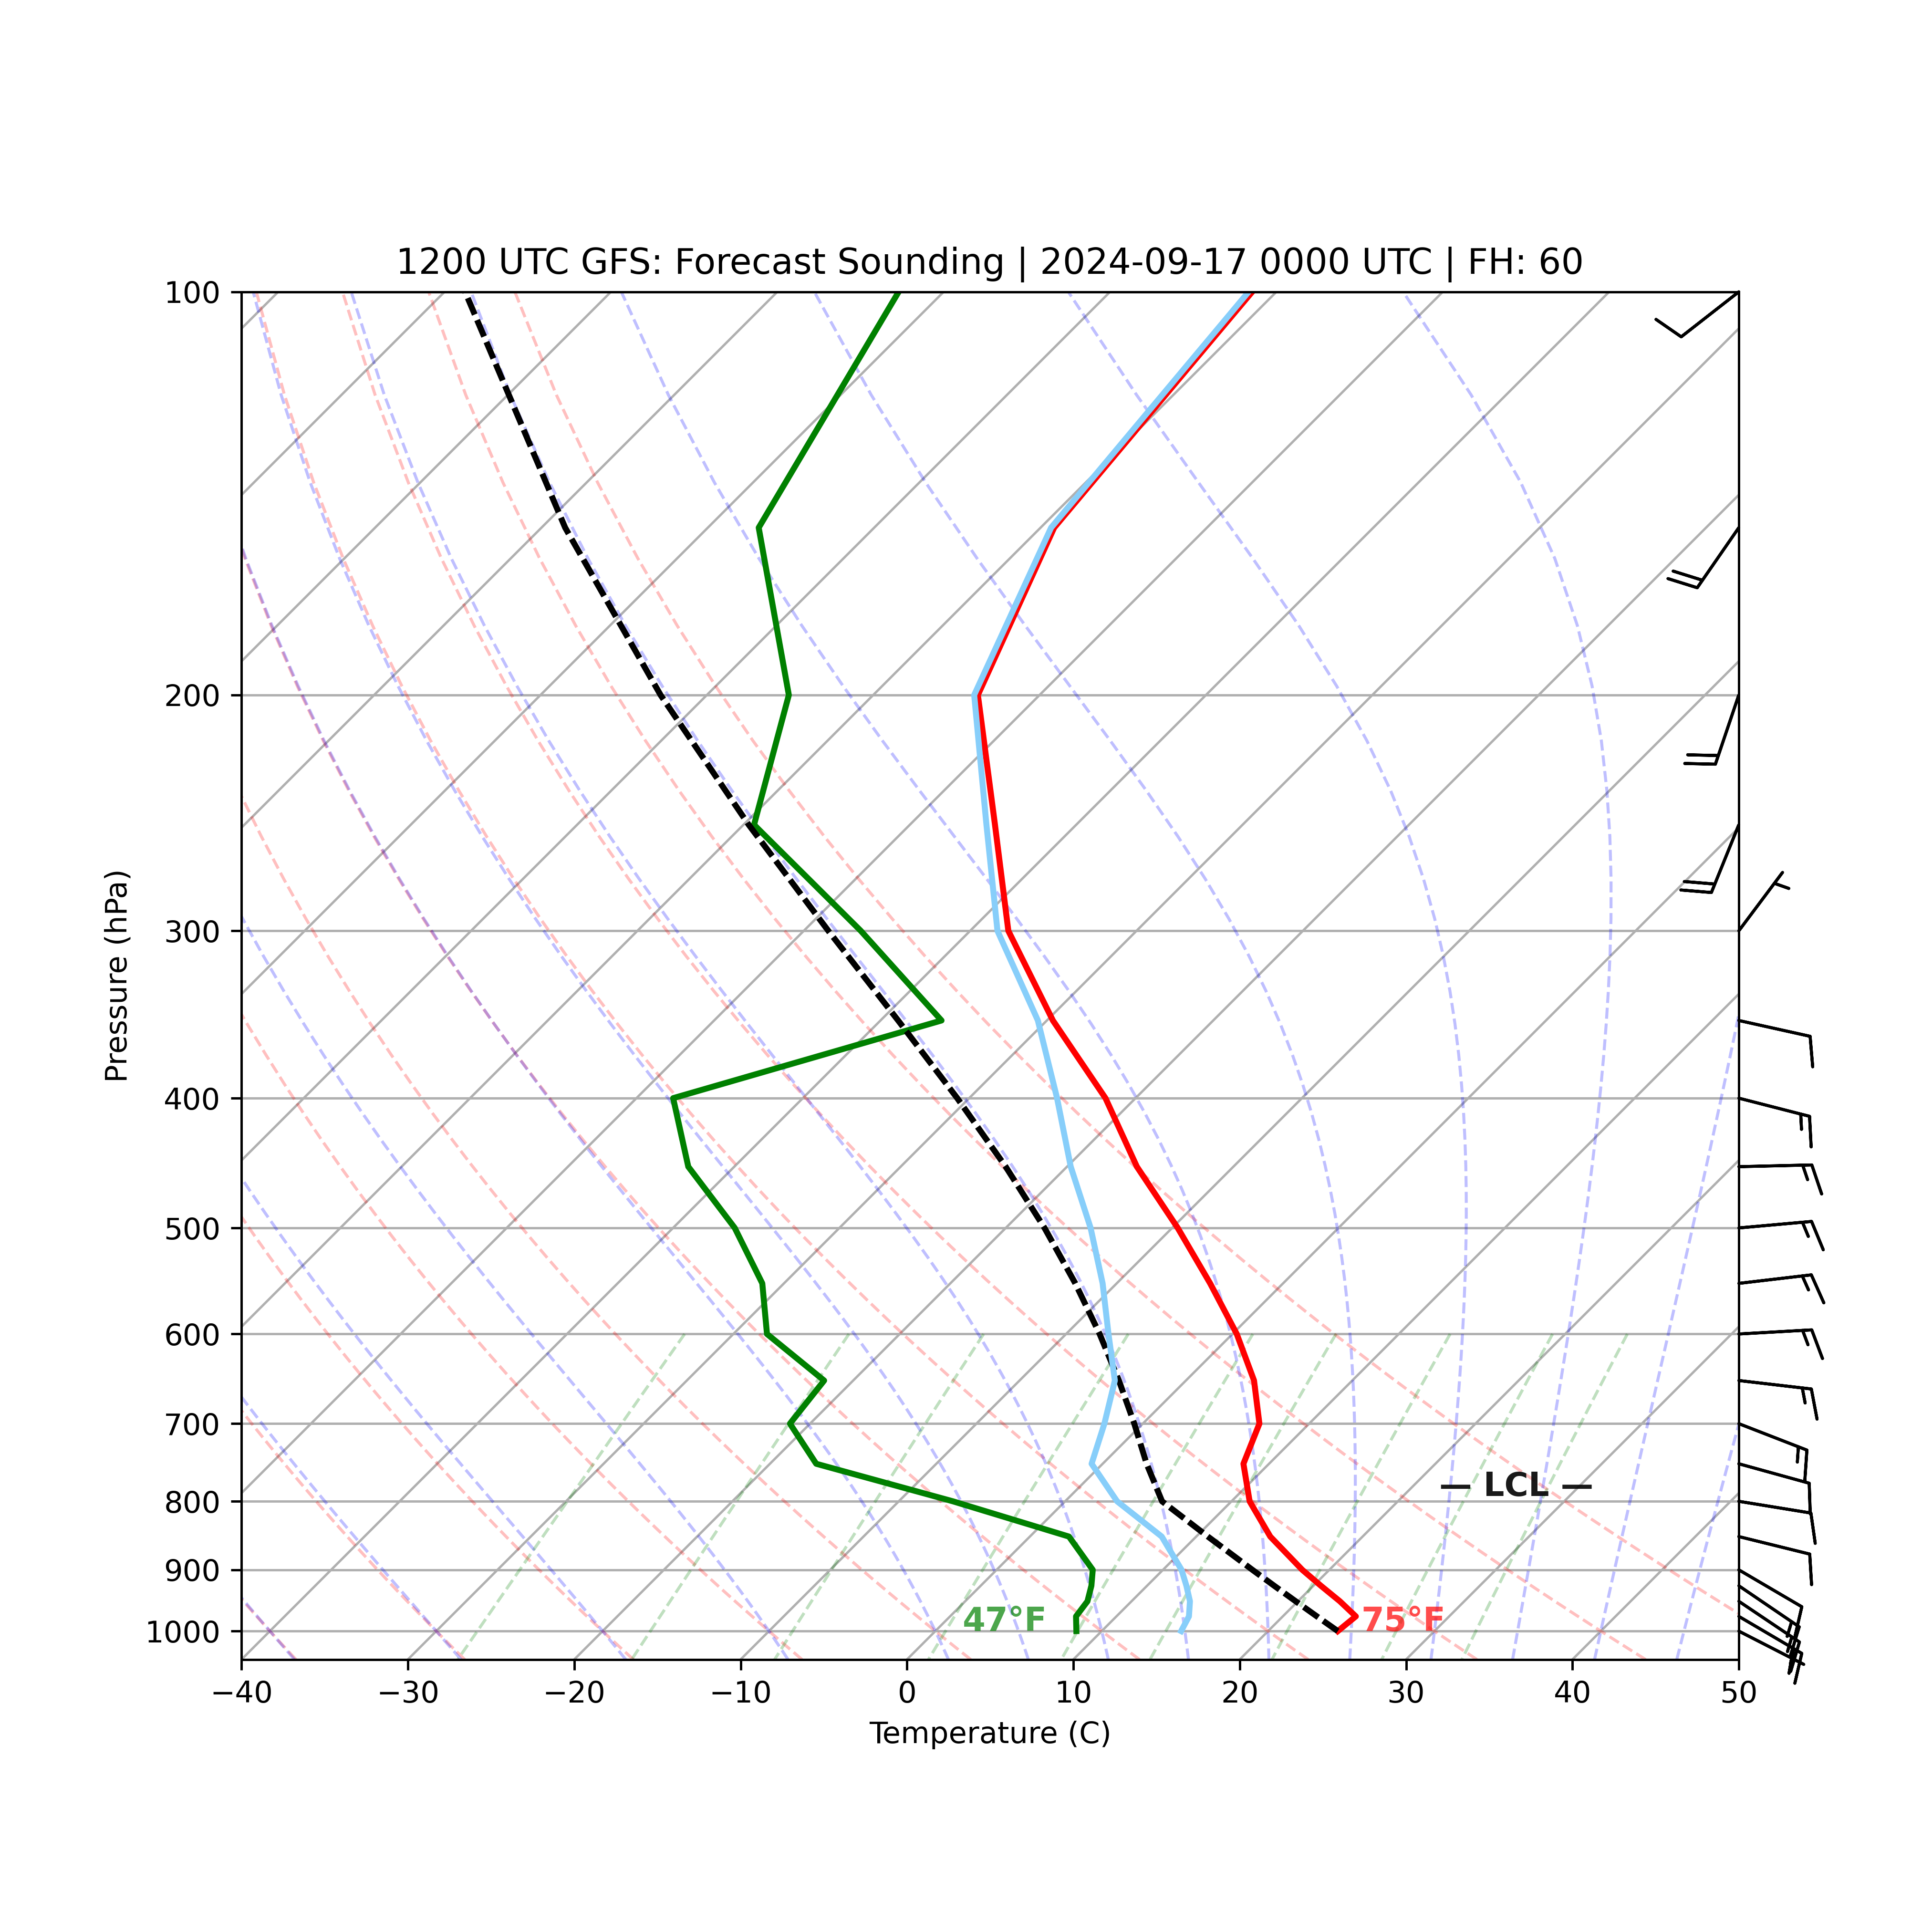 1200 UTC GFS: Forecast Sounding | 2024-09-17 0000 UTC | FH: 60
100
200
300
400
500
600
700
800
900
1000
Pressure (hPa)
— LCL —
47°F
75°F
−40 −30 −20 −10 0 10 20 30 40 50
Temperature (C)